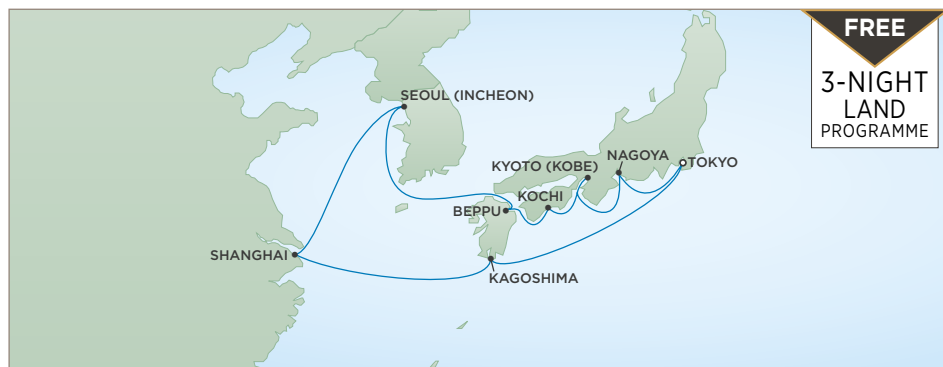 FREE
3-NIGHT
LAND
PROGRAMME
SEOUL (INCHEON)
KYOTO (KOBE)
NAGOYA
TOKYO
KOCHI
BEPPU
SHANGHAI
KAGOSHIMA